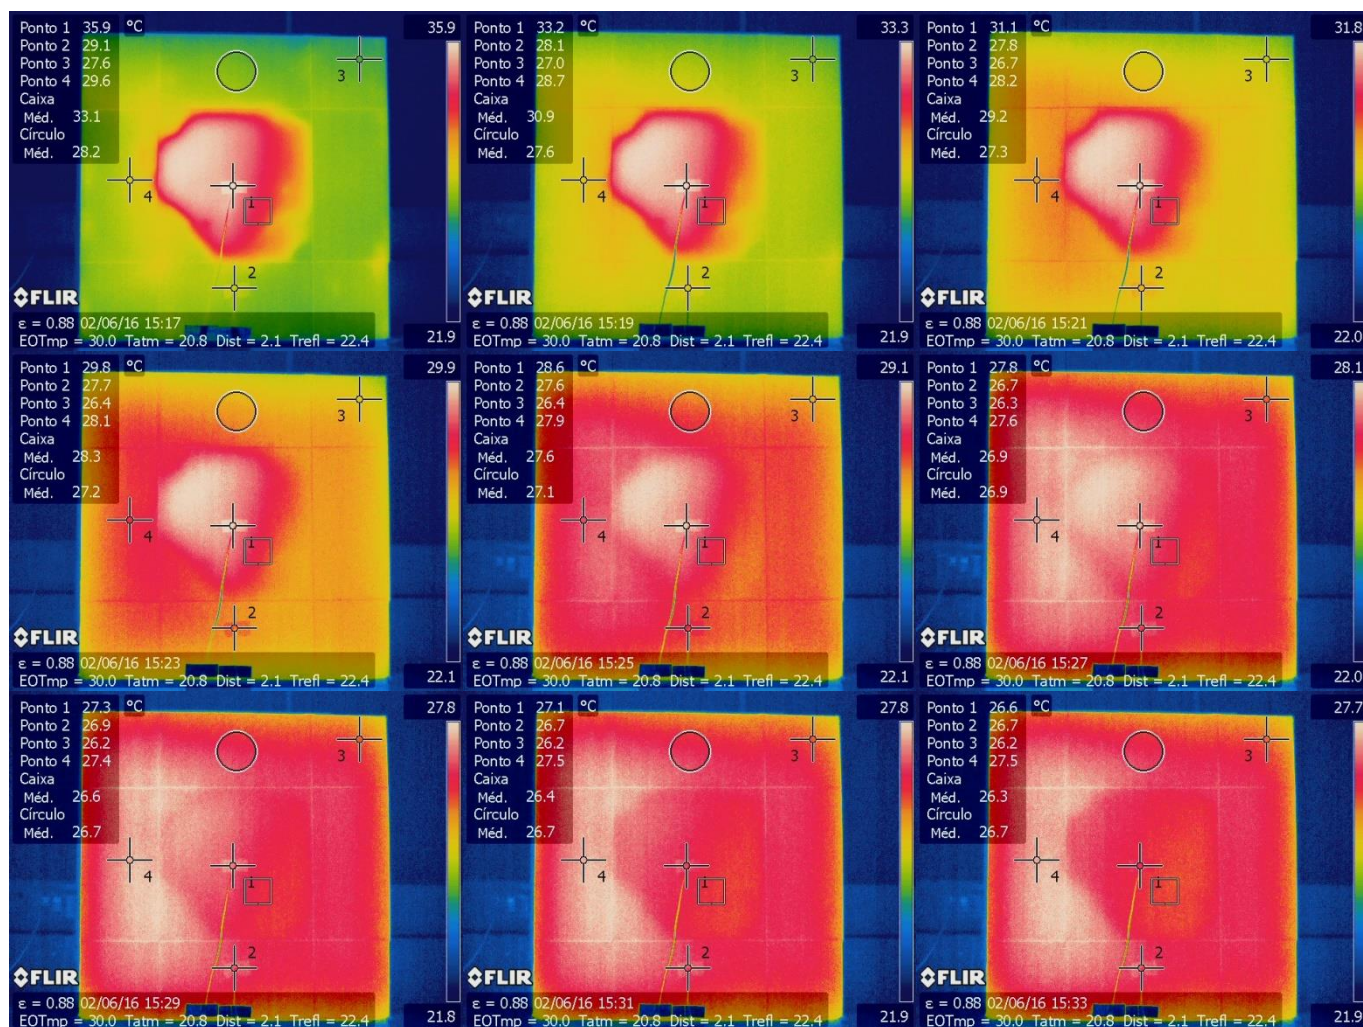 Ponto 1 35.9 °C 35.9
Ponto 2 29.1
Ponto 3 27.6
Ponto 4 29.6
Caixa
Méd. 33.1
Círculo
Méd. 28.2
3
4
1
2
FLIR
ε = 0.88 02/06/16 15:17
EOTmp = 30.0 Tatm = 20.8 Dist = 2.1 Trefl = 22.4 21.9
Ponto 1 33.2 °C 33.3
Ponto 2 28.1
Ponto 3 27.0
Ponto 4 28.7
Caixa
Méd. 30.9
Círculo
Méd. 27.6
3
4
1
2
FLIR
ε = 0.88 02/06/16 15:19
EOTmp = 30.0 Tatm = 20.8 Dist = 2.1 Trefl = 22.4 21.9
Ponto 1 31.1 °C 31.8
Ponto 2 27.8
Ponto 3 26.7
Ponto 4 28.2
Caixa
Méd. 29.2
Círculo
Méd. 27.3
3
4
1
2
FLIR
ε = 0.88 02/06/16 15:21
EOTmp = 30.0 Tatm = 20.8 Dist = 2.1 Trefl = 22.4 22.0
Ponto 1 29.8 °C 29.9
Ponto 2 27.7
Ponto 3 26.4
Ponto 4 28.1
Caixa
Méd. 28.3
Círculo
Méd. 27.2
3
4
1
2
FLIR
ε = 0.88 02/06/16 15:23
EOTmp = 30.0 Tatm = 20.8 Dist = 2.1 Trefl = 22.4 22.1
Ponto 1 28.6 °C 29.1
Ponto 2 27.6
Ponto 3 26.4
Ponto 4 27.9
Caixa
Méd. 27.6
Círculo
Méd. 27.1
3
4
1
2
FLIR
ε = 0.88 02/06/16 15:25
EOTmp = 30.0 Tatm = 20.8 Dist = 2.1 Trefl = 22.4 22.1
Ponto 1 27.8 °C 28.1
Ponto 2 26.7
Ponto 3 26.3
Ponto 4 27.6
Caixa
Méd. 26.9
Círculo
Méd. 26.9
3
4
1
2
FLIR
ε = 0.88 02/06/16 15:27
EOTmp = 30.0 Tatm = 20.8 Dist = 2.1 Trefl = 22.4 22.0
Ponto 1 27.3 °C 27.8
Ponto 2 26.9
Ponto 3 26.2
Ponto 4 27.4
Caixa
Méd. 26.6
Círculo
Méd. 26.7
3
4
1
2
FLIR
ε = 0.88 02/06/16 15:29
EOTmp = 30.0 Tatm = 20.8 Dist = 2.1 Trefl = 22.4 21.8
Ponto 1 27.1 °C 27.8
Ponto 2 26.7
Ponto 3 26.2
Ponto 4 27.5
Caixa
Méd. 26.4
Círculo
Méd. 26.7
3
4
1
2
FLIR
ε = 0.88 02/06/16 15:31
EOTmp = 30.0 Tatm = 20.8 Dist = 2.1 Trefl = 22.4 21.9
Ponto 1 26.6 °C 27.7
Ponto 2 26.7
Ponto 3 26.2
Ponto 4 27.5
Caixa
Méd. 26.3
Círculo
Méd. 26.7
3
4
1
2
FLIR
ε = 0.88 02/06/16 15:33
EOTmp = 30.0 Tatm = 20.8 Dist = 2.1 Trefl = 22.4 21.9